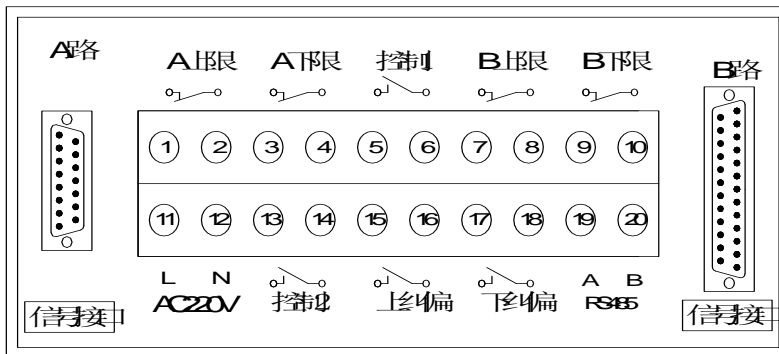 A路
A上限 A下限 控制1 B上限 B下限
B路
1 2 3 4 5 6 7 8 9 10
11 12 13 14 15 16 17 18 19 20
L N A B
AC220V 控制2 上纠偏 下纠偏 RS485
信号接口
信号接口